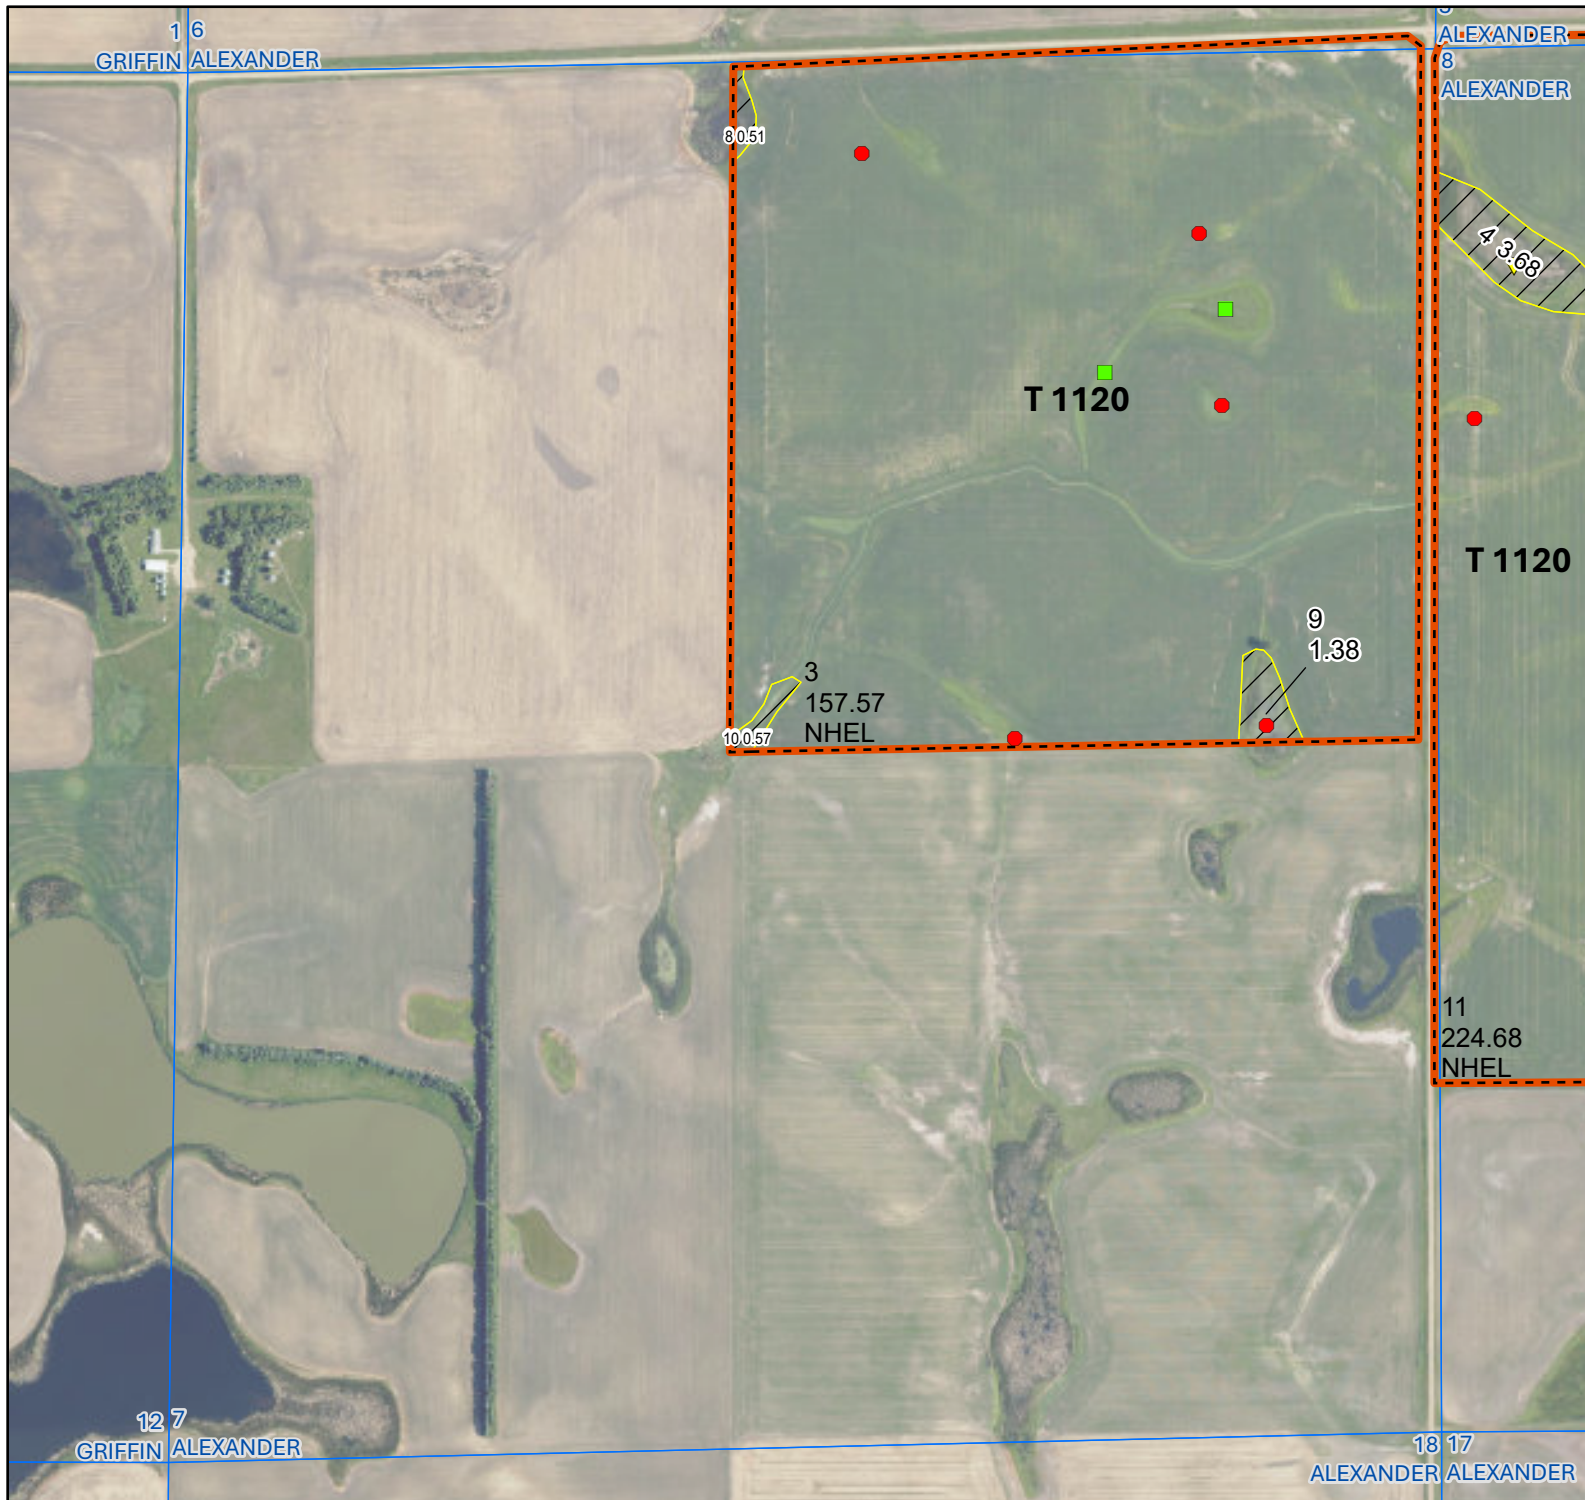 1 6
GRIFFIN ALEXANDER
ALEXANDER
8
ALEXANDER
8 0.51
4 3.68
T 1120
T 1120
9
1.38
3
157.57
NHEL
10 0.57
11
224.68
NHEL
12 7
GRIFFIN ALEXANDER
18 17
ALEXANDER ALEXANDER